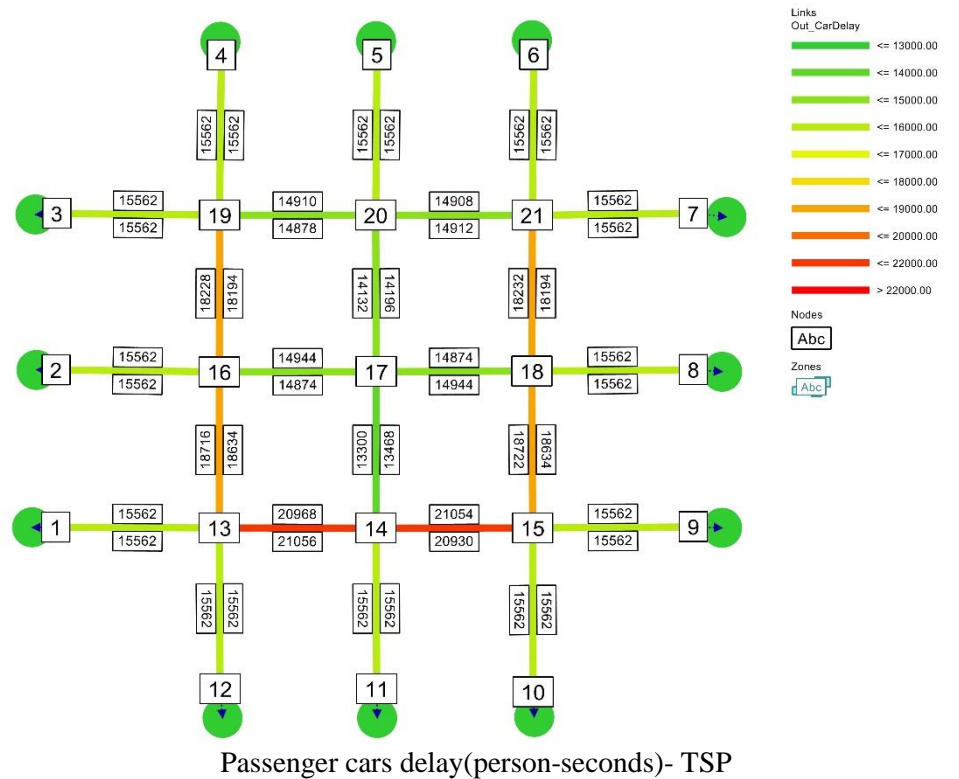 Links
Out_CarDelay
<= 13000.00
<= 14000.00
<= 15000.00
<= 16000.00
<= 17000.00
<= 18000.00
<= 19000.00
<= 20000.00
<= 22000.00
> 22000.00
Nodes
Abc
Zones
Abc
4 5 6
15562 15562 15562 15562 15562 15562
15562 14910 14908 15562
3 19 20 21 7
15562 14878 14912 15562
18228 18194 14132 14196 18232 18194
15562 14944 14874 15562
2 16 17 18 8
15562 14874 14944 15562
18716 18634 13300 13468 18722 18634
15562 20968 21054 15562
1 13 14 15 9
15562 21056 20930 15562
15562 15562 15562 15562 15562 15562
12 11 10
Passenger cars delay(person-seconds)- TSP